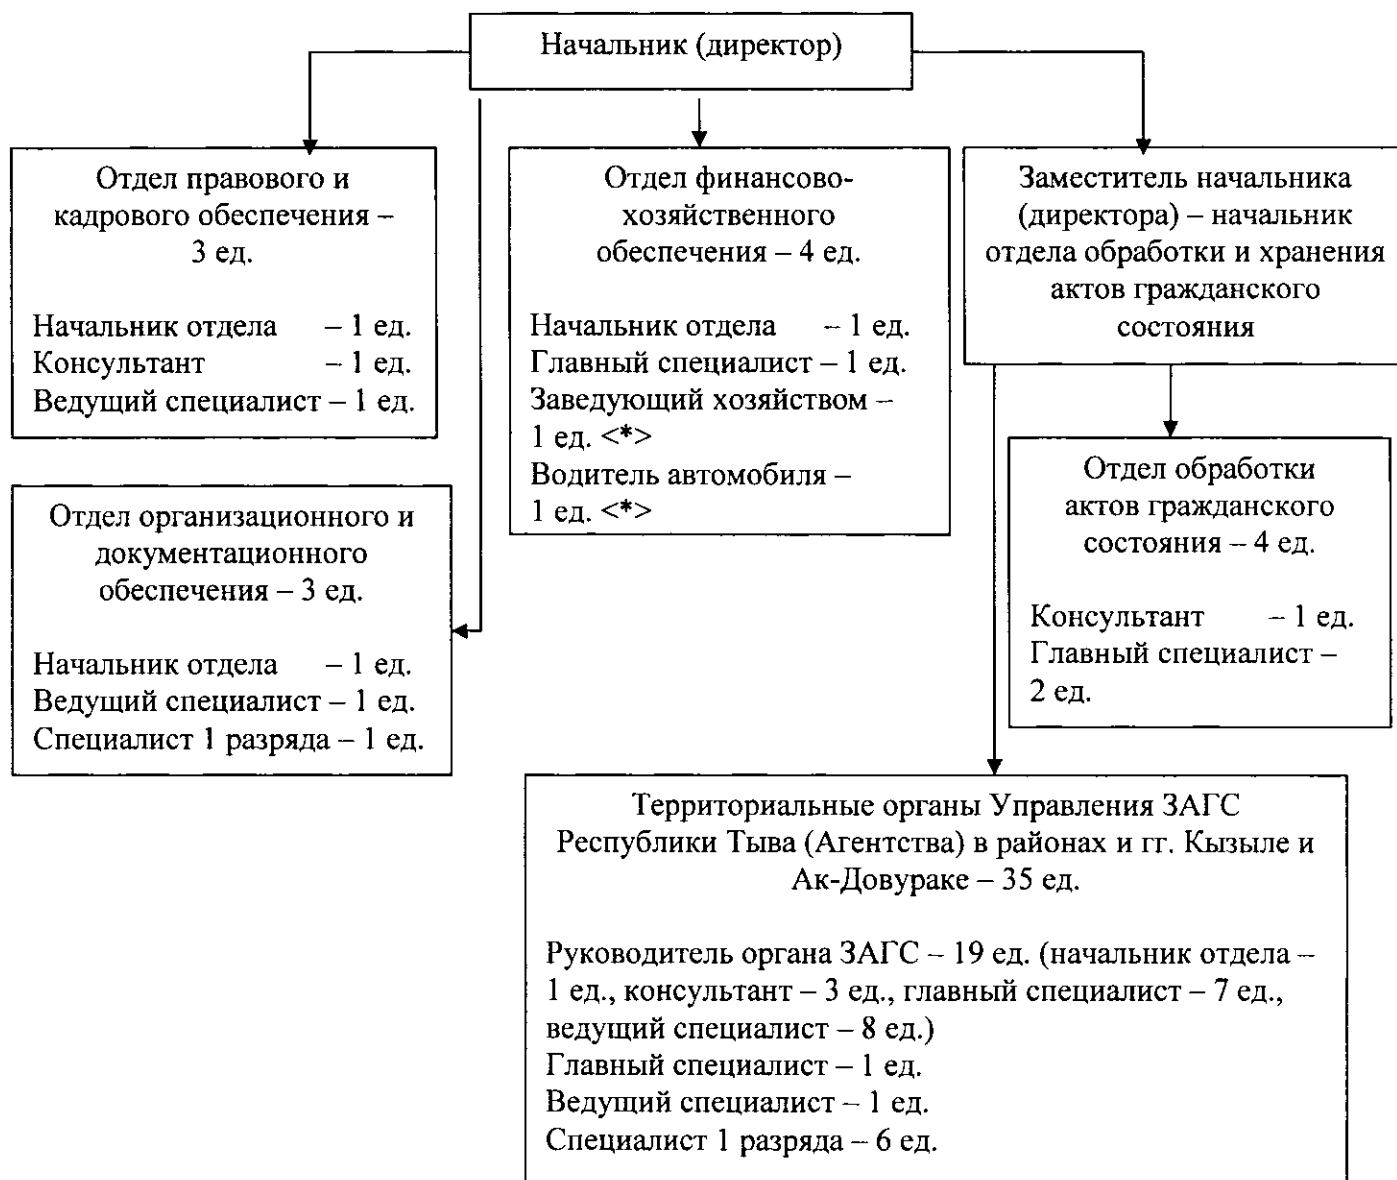 Начальник (директор)
Отдел правового и
кадрового обеспечения –
3 ед.
Начальник отдела – 1 ед.
Консультант – 1 ед.
Ведущий специалист – 1 ед.
Отдел организационного и
документационного
обеспечения – 3 ед.
Начальник отдела – 1 ед.
Ведущий специалист – 1 ед.
Специалист 1 разряда – 1 ед.
Отдел финансово-
хозяйственного
обеспечения – 4 ед.
Начальник отдела – 1 ед.
Главный специалист – 1 ед.
Заведующий хозяйством –
1 ед. <*>
Водитель автомобиля –
1 ед. <*>
Заместитель начальника
(директора) – начальник
отдела обработки и хранения
актов гражданского
состояния
Отдел обработки
актов гражданского
состояния – 4 ед.
Консультант – 1 ед.
Главный специалист –
2 ед.
Территориальные органы Управления ЗАГС
Республики Тыва (Агентства) в районах и гг. Кызыле и
Ак-Довураке – 35 ед.
Руководитель органа ЗАГС – 19 ед. (начальник отдела –
1 ед., консультант – 3 ед., главный специалист – 7 ед.,
ведущий специалист – 8 ед.)
Главный специалист – 1 ед.
Ведущий специалист – 1 ед.
Специалист 1 разряда – 6 ед.